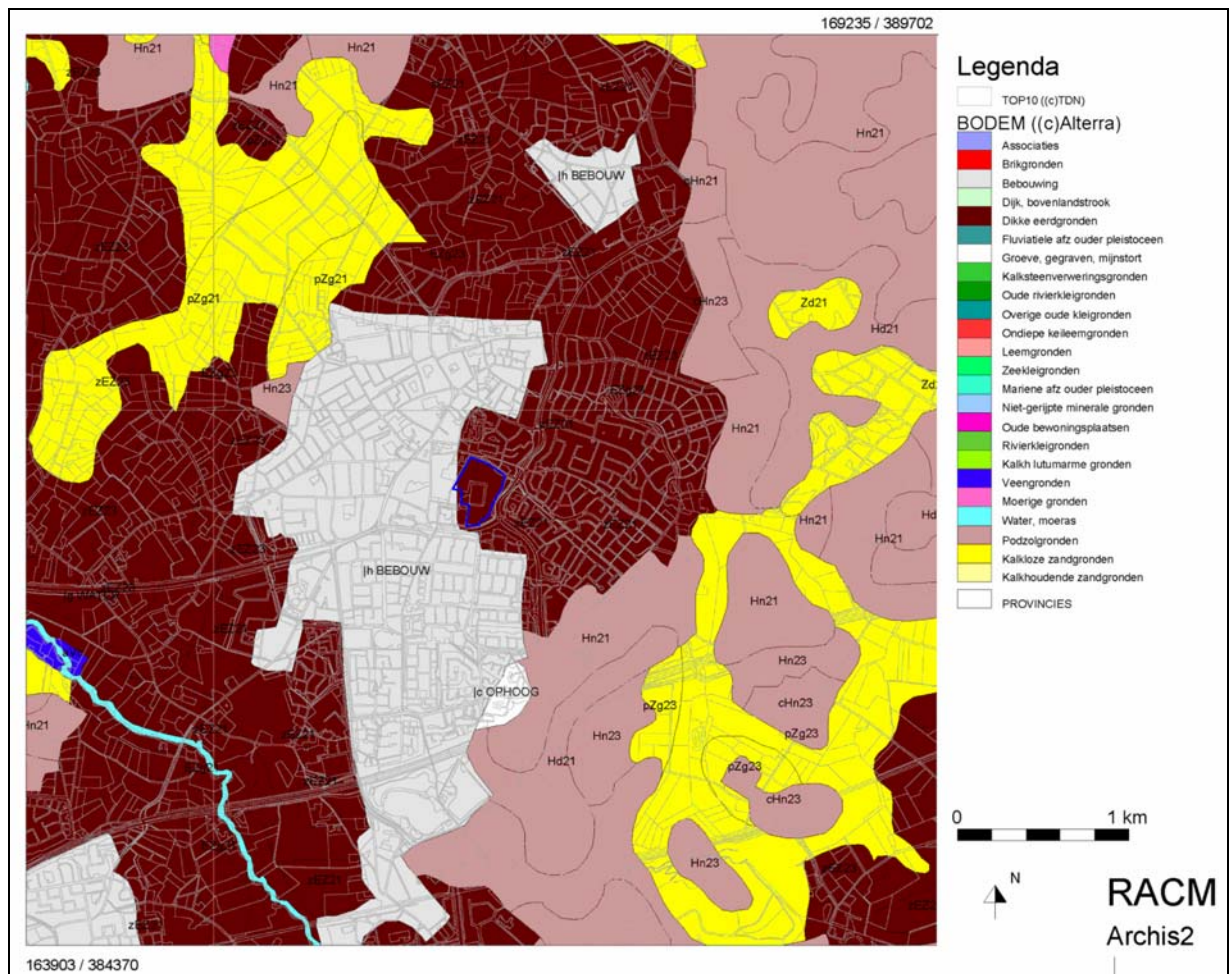 169235 / 389702
Hn21
Hn21
Hn21
Hn21
|h BEBOUW
Hn21
pZg21
pZg21
Zd21
Hd21
Hn23
Hn21
Hn21
Hn21
|h BEBOUW
Hn21
Hn21
Hn23
|c OPHOOG
cHn23
pZg23
Hn23
pZg23
Hd21
pZg23
cHn23
Hn23
zEZ21
163903 / 384370
Legenda
TOP10 ((c)TDN)
BODEM ((c)Alterra)
Associaties
Brikgronden
Bebouwing
Dijk, bovenlandstrook
Dikke eerdgronden
Fluviatiele afz ouder pleistoceen
Groeve, gegraven, mijnstort
Kalksteenverweringsgronden
Oude rivierkleigronden
Overige oude kleigronden
Ondiepe keileemgronden
Leemgronden
Zeekleigronden
Mariene afz ouder pleistoceen
Niet-gerijpte minerale gronden
Oude bewoningsplaatsen
Rivierkleigronden
Kalkh lutumarme gronden
Veengronden
Moerige gronden
Water, moeras
Podzolgronden
Kalkloze zandgronden
Kalkhoudende zandgronden
PROVINCIES
0 1 km
N
RACM
Archis2